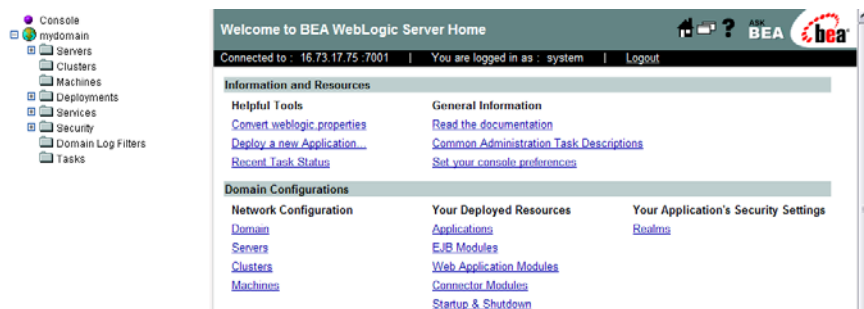 Console
mydomain
Servers
Clusters
Machines
Deployments
Services
Security
Domain Log Filters
Tasks
Welcome to BEA WebLogic Server Home
ASK BEA
bea
Connected to : 16.73.17.75 :7001 | You are logged in as : system | Logout
Information and Resources
Helpful Tools General Information
Convert weblogic.properties Read the documentation
Deploy a new Application... Common Administration Task Descriptions
Recent Task Status Set your console preferences
Domain Configurations
Network Configuration Your Deployed Resources Your Application's Security Settings
Domain Applications Realms
Servers EJB Modules
Clusters Web Application Modules
Machines Connector Modules
Startup & Shutdown